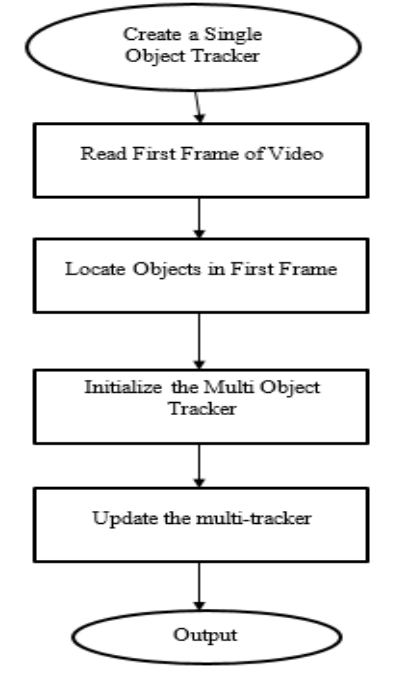 Create a Single
Object Tracker
Read First Frame of Video
Locate Objects in First Frame
Initialize the Multi Object
Tracker
Update the multi-tracker
Output